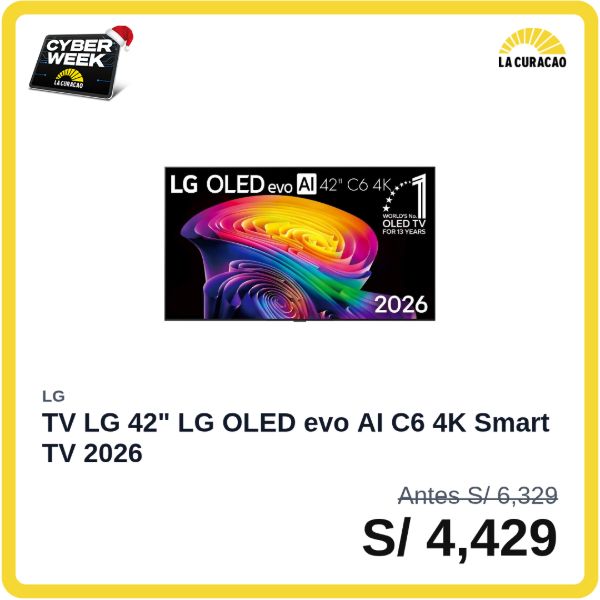 CYBER
WEEK
LA CURACAO
LA CURACAO
LG OLED evo AI 42" C6 4K
1
WORLD'S No.
OLED TV
FOR 13 YEARS
2026
LG
TV LG 42" LG OLED evo AI C6 4K Smart
TV 2026
Antes S/ 6,329
S/ 4,429